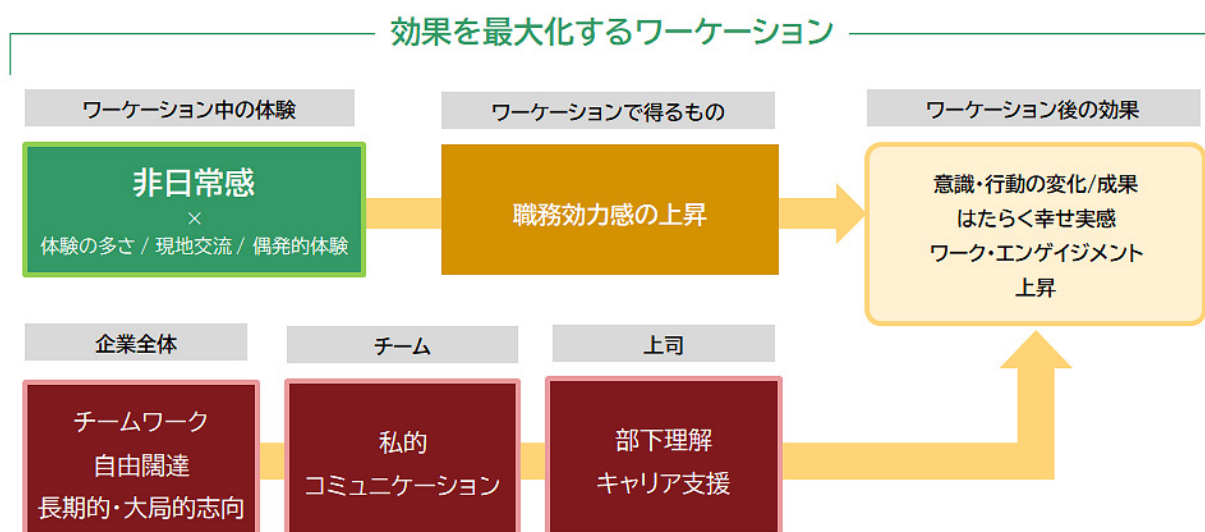 効果を最大化するワーケーション
ワーケーション中の体験
非日常感
×
体験の多さ / 現地交流 / 偶発的体験
ワーケーションで得るもの
職務効力感の上昇
ワーケーション後の効果
意識・行動の変化/成果
はたらく幸せ実感
ワーク・エンゲイジメント
上昇
企業全体
チームワーク
自由闊達
長期的・大局的志向
チーム
私的
コミュニケーション
上司
部下理解
キャリア支援